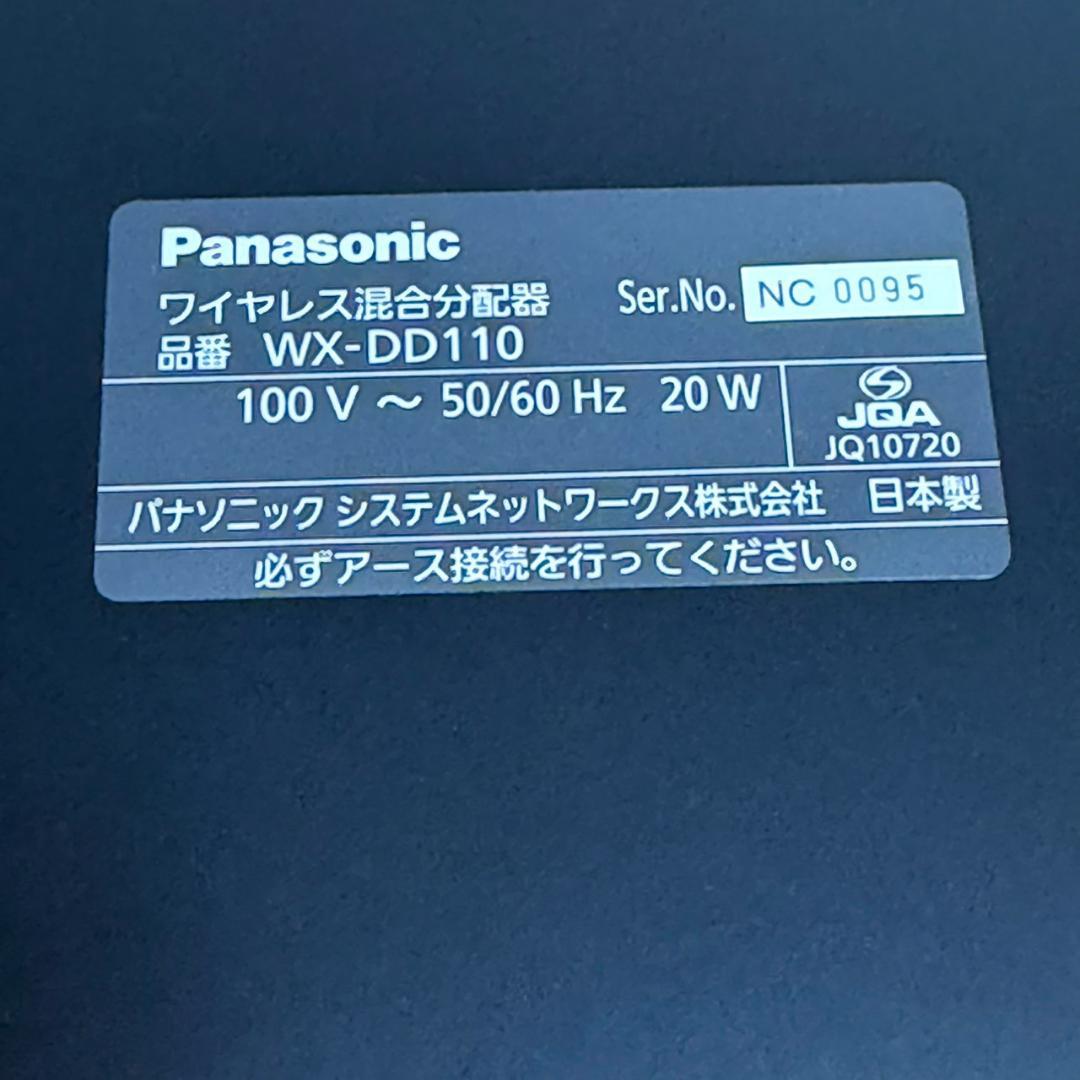 Panasonic
ワイヤレス混合分配器 Ser.No. NC 0095
品番 WX-DD110
100 V ～ 50/60 Hz 20 W
JQA
JQ10720
パナソニック システムネットワークス株式会社 日本製
必ずアース接続を行ってください。